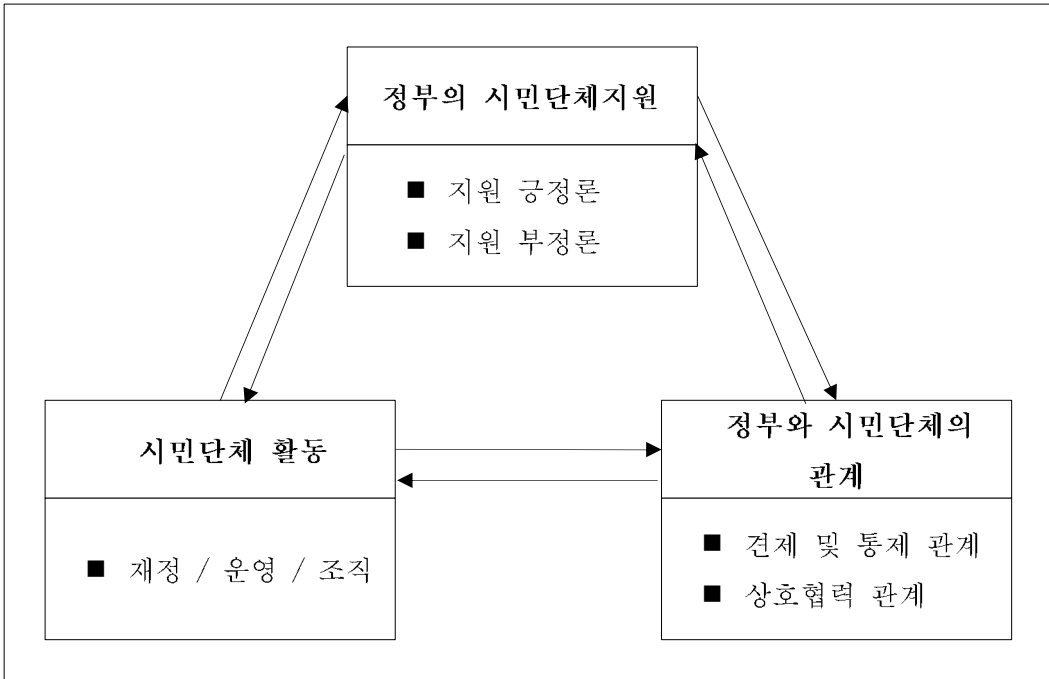 정부의 시민단체지원
■ 지원 긍정론
■ 지원 부정론
시민단체 활동
■ 재정 / 운영 / 조직
정부와 시민단체의
관계
■ 견제 및 통제 관계
■ 상호협력 관계